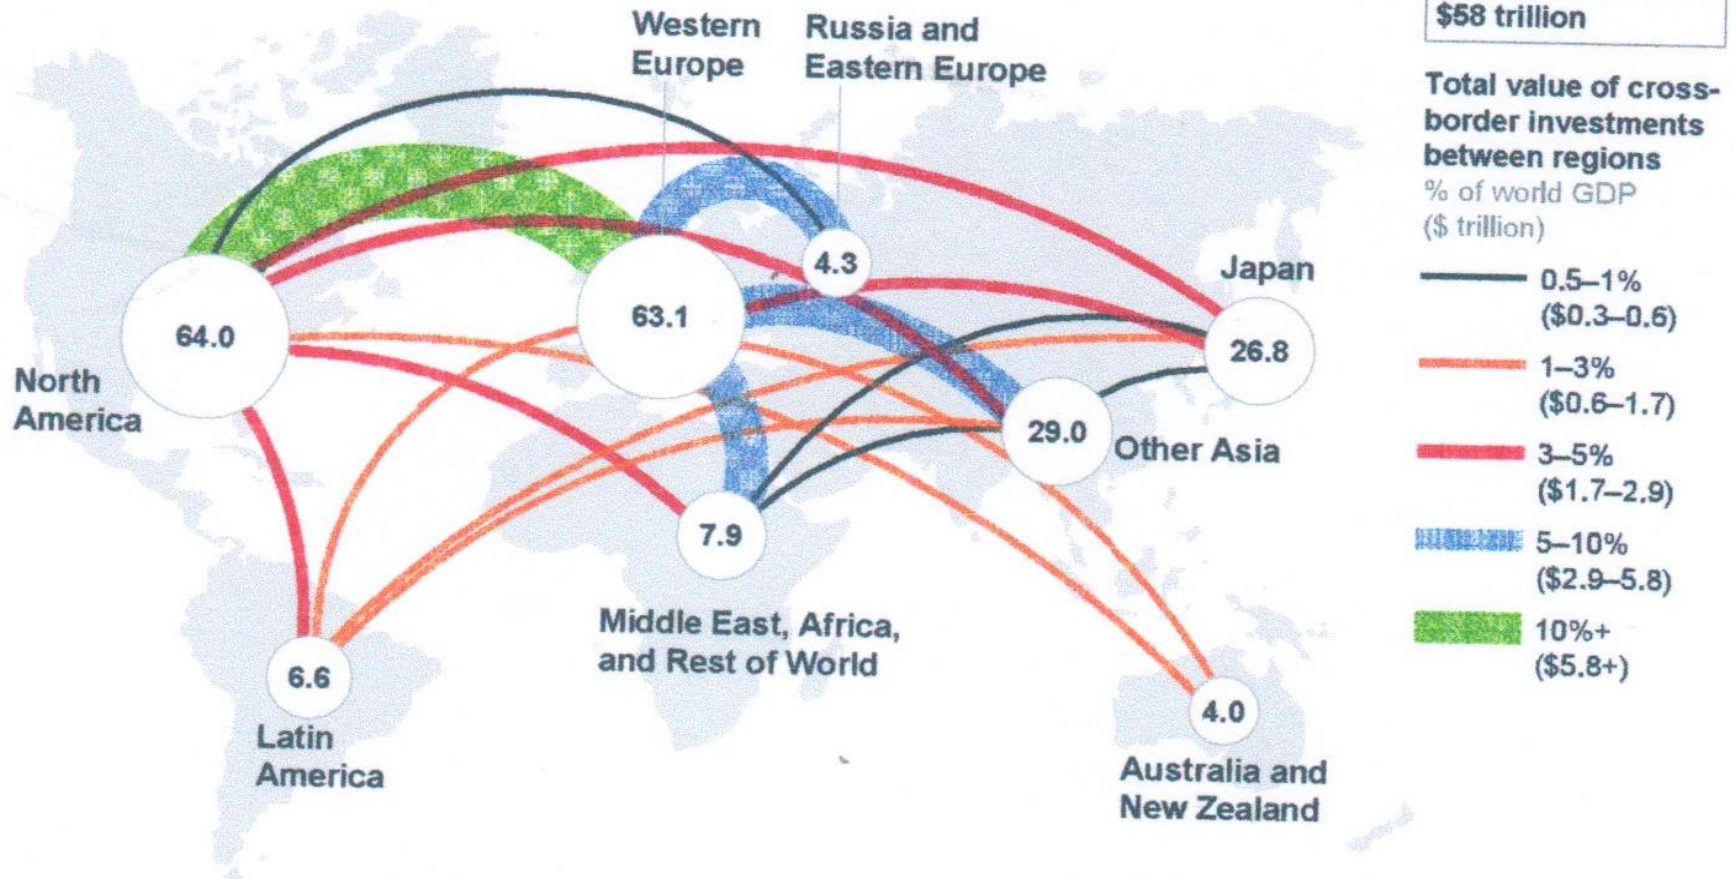 Western
Europe
Russia and
Eastern Europe
$58 trillion
Total value of cross-
border investments
between regions
% of world GDP
($ trillion)
0.5–1%
($0.3–0.6)
1–3%
($0.6–1.7)
3–5%
($1.7–2.9)
5–10%
($2.9–5.8)
10%+
($5.8+)
4.3
Japan
26.8
64.0
63.1
North
America
29.0
Other Asia
7.9
Middle East, Africa,
and Rest of World
6.6
Latin
America
4.0
Australia and
New Zealand